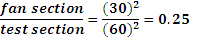 fan section / test section = (30)² / (60)² = 0.25